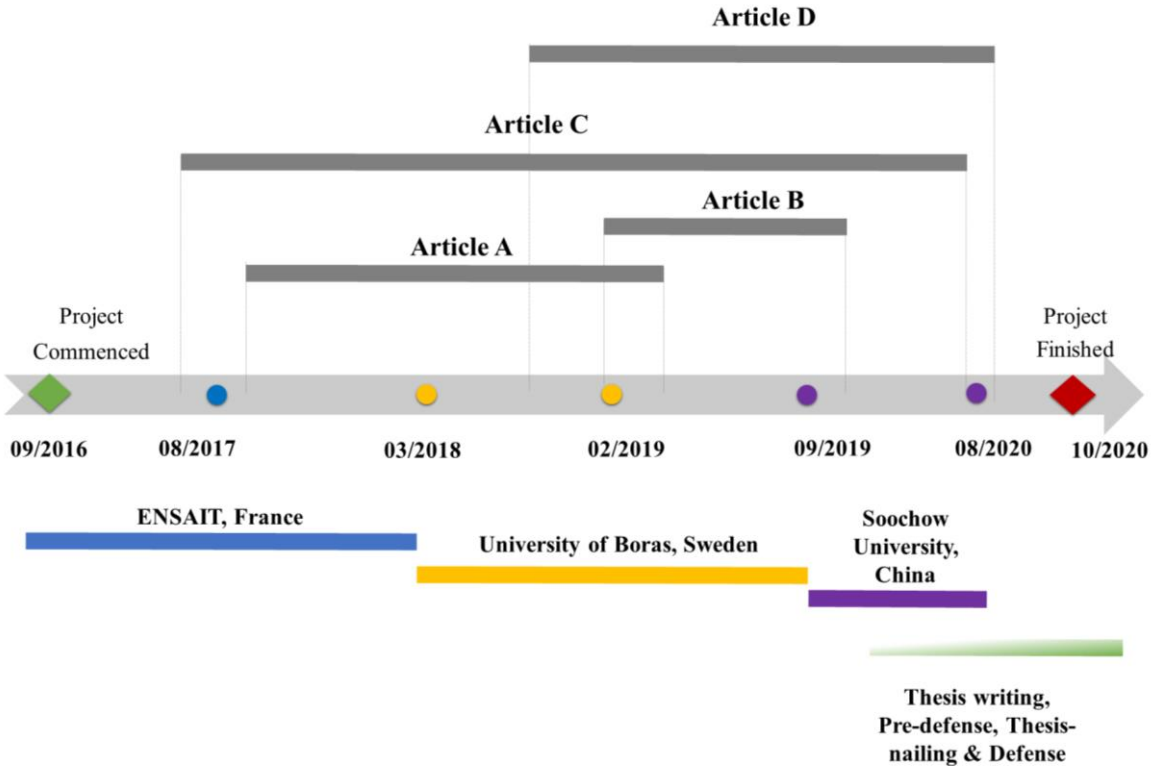 Article D
Article C
Article B
Article A
Project
Commenced
Project
Finished
09/2016
08/2017
03/2018
02/2019
09/2019
08/2020
10/2020
ENSAIT, France
University of Boras, Sweden
Soochow
University,
China
Thesis writing,
Pre-defense, Thesis-
nailing & Defense